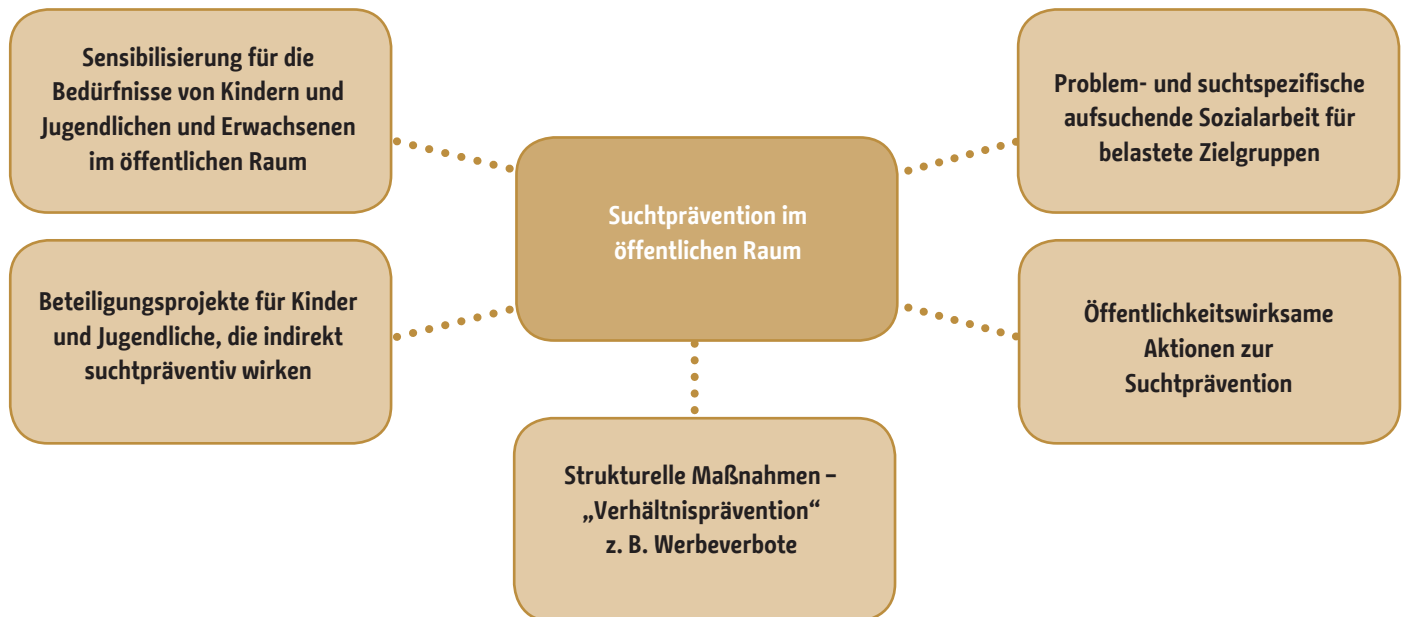 Sensibilisierung für die
Bedürfnisse von Kindern und
Jugendlichen und Erwachsenen
im öffentlichen Raum
Problem- und suchtspezifische
aufsuchende Sozialarbeit für
belastete Zielgruppen
Suchtprävention im
öffentlichen Raum
Beteiligungsprojekte für Kinder
und Jugendliche, die indirekt
suchtpräventiv wirken
Öffentlichkeitswirksame
Aktionen zur
Suchtprävention
Strukturelle Maßnahmen –
„Verhältnisprävention“
z. B. Werbeverbote